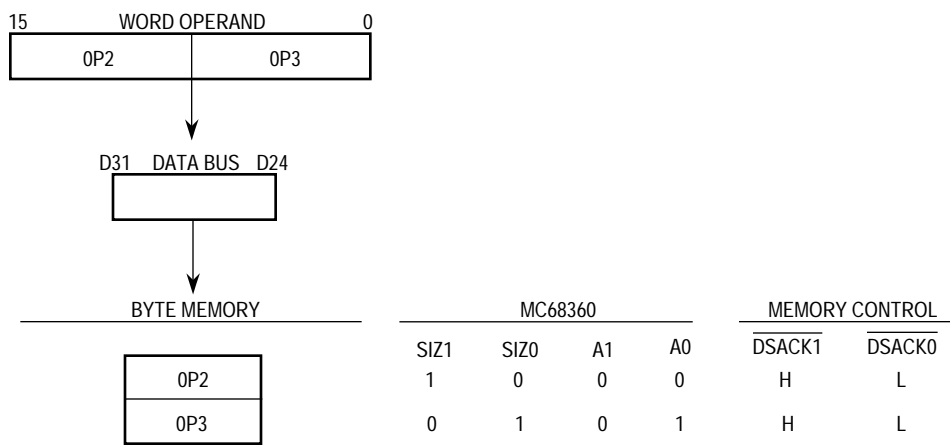 15 WORD OPERAND 0
0P2 0P3
D31 DATA BUS D24
BYTE MEMORY MC68360 MEMORY CONTROL
SIZ1 SIZ0 A1 A0 DSACK1 DSACK0
0P2 1 0 0 0 H L
0P3 0 1 0 1 H L